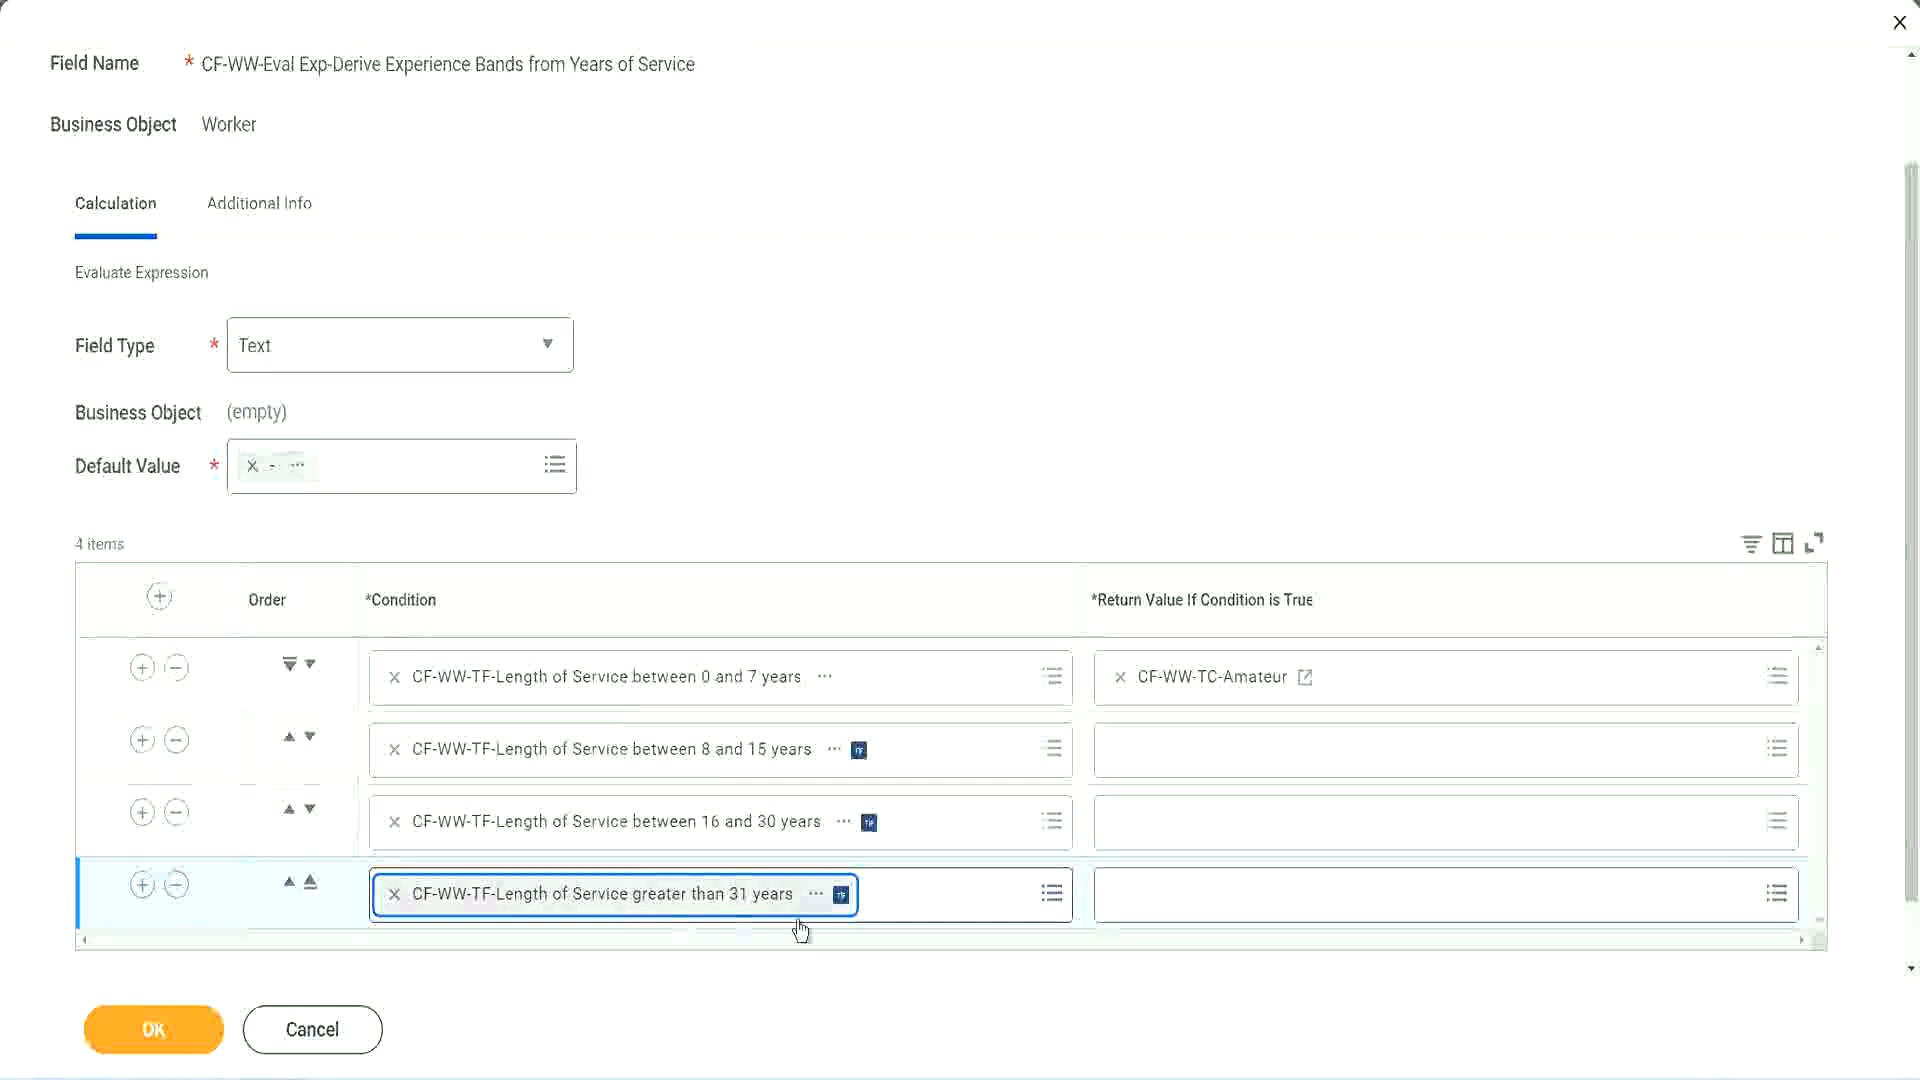 Field Name * CF-WW-Eval Exp-Derive Experience Bands from Years of Service
Business Object Worker
Calculation Additional Info
Evaluate Expression
Field Type * Text
Business Object (empty)
Default Value * -
4 items
Order *Condition *Return Value If Condition is True
CF-WW-TF-Length of Service between 0 and 7 years CF-WW-TC-Amateur
CF-WW-TF-Length of Service between 8 and 15 years
CF-WW-TF-Length of Service between 16 and 30 years
CF-WW-TF-Length of Service greater than 31 years
OK Cancel